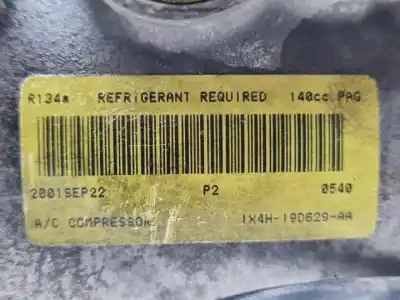 R134a REFRIGERANT REQUIRED 140cc PAG
2001SEP22 P2 0540
A/C COMPRESSOR 1X4H-19D629-AA